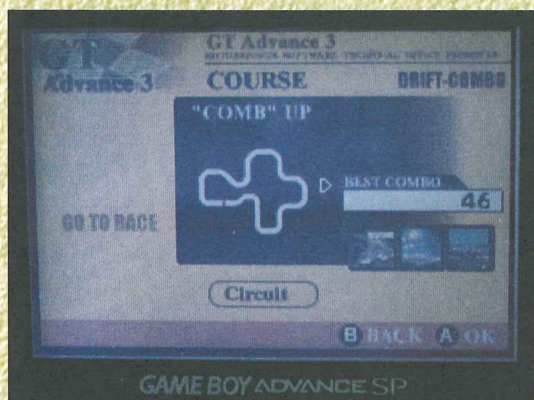 GT
Advance 3
GT Advance 3
COURSE
DRIFT-COMBO
"COMB" UP
BEST COMBO
46
GO TO RACE
Circuit
B BACK A OK
GAME BOY ADVANCE SP